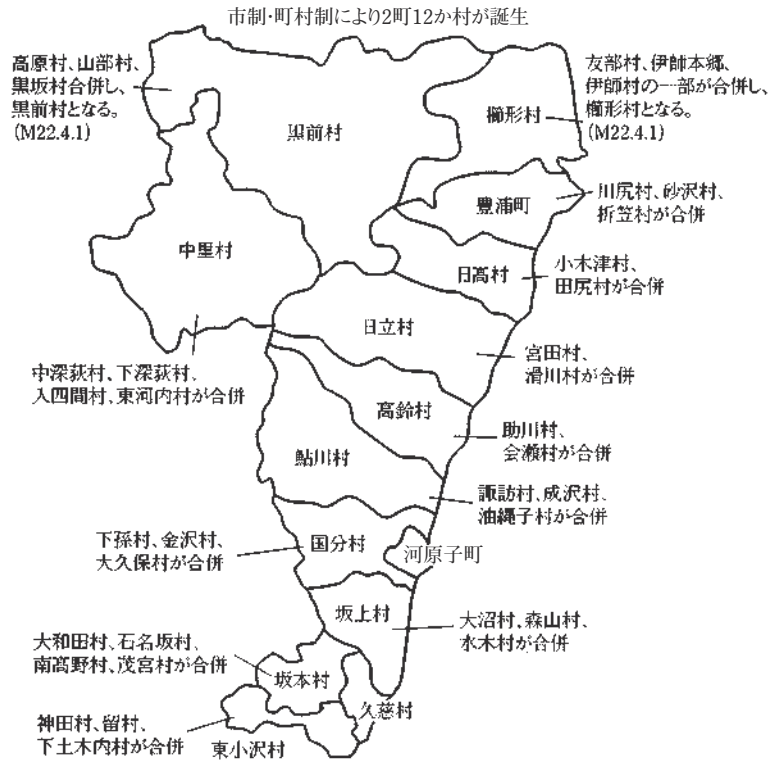 市制・町村制により2町12か村が誕生
高原村、山部村、
黒坂村合併し、
黒前村となる。
(M22.4.1)
黒前村
櫛形村
友部村、伊師本郷、
伊師村の一部が合併し、
櫛形村となる。
(M22.4.1)
豊浦町
川尻村、砂沢村、
折笠村が合併
中里村
日高村
小木津村、
田尻村が合併
日立村
宮田村、
滑川村が合併
中深荻村、下深荻村、
入四間村、東河内村が合併
高鈴村
助川村、
会瀬村が合併
鮎川村
諏訪村、成沢村、
油縄子村が合併
下孫村、金沢村、
大久保村が合併
国分村
河原子町
坂上村
大沼村、森山村、
水木村が合併
大和田村、石名坂村、
南高野村、茂宮村が合併
坂本村
久慈村
神田村、留村、
下土木内村が合併
東小沢村